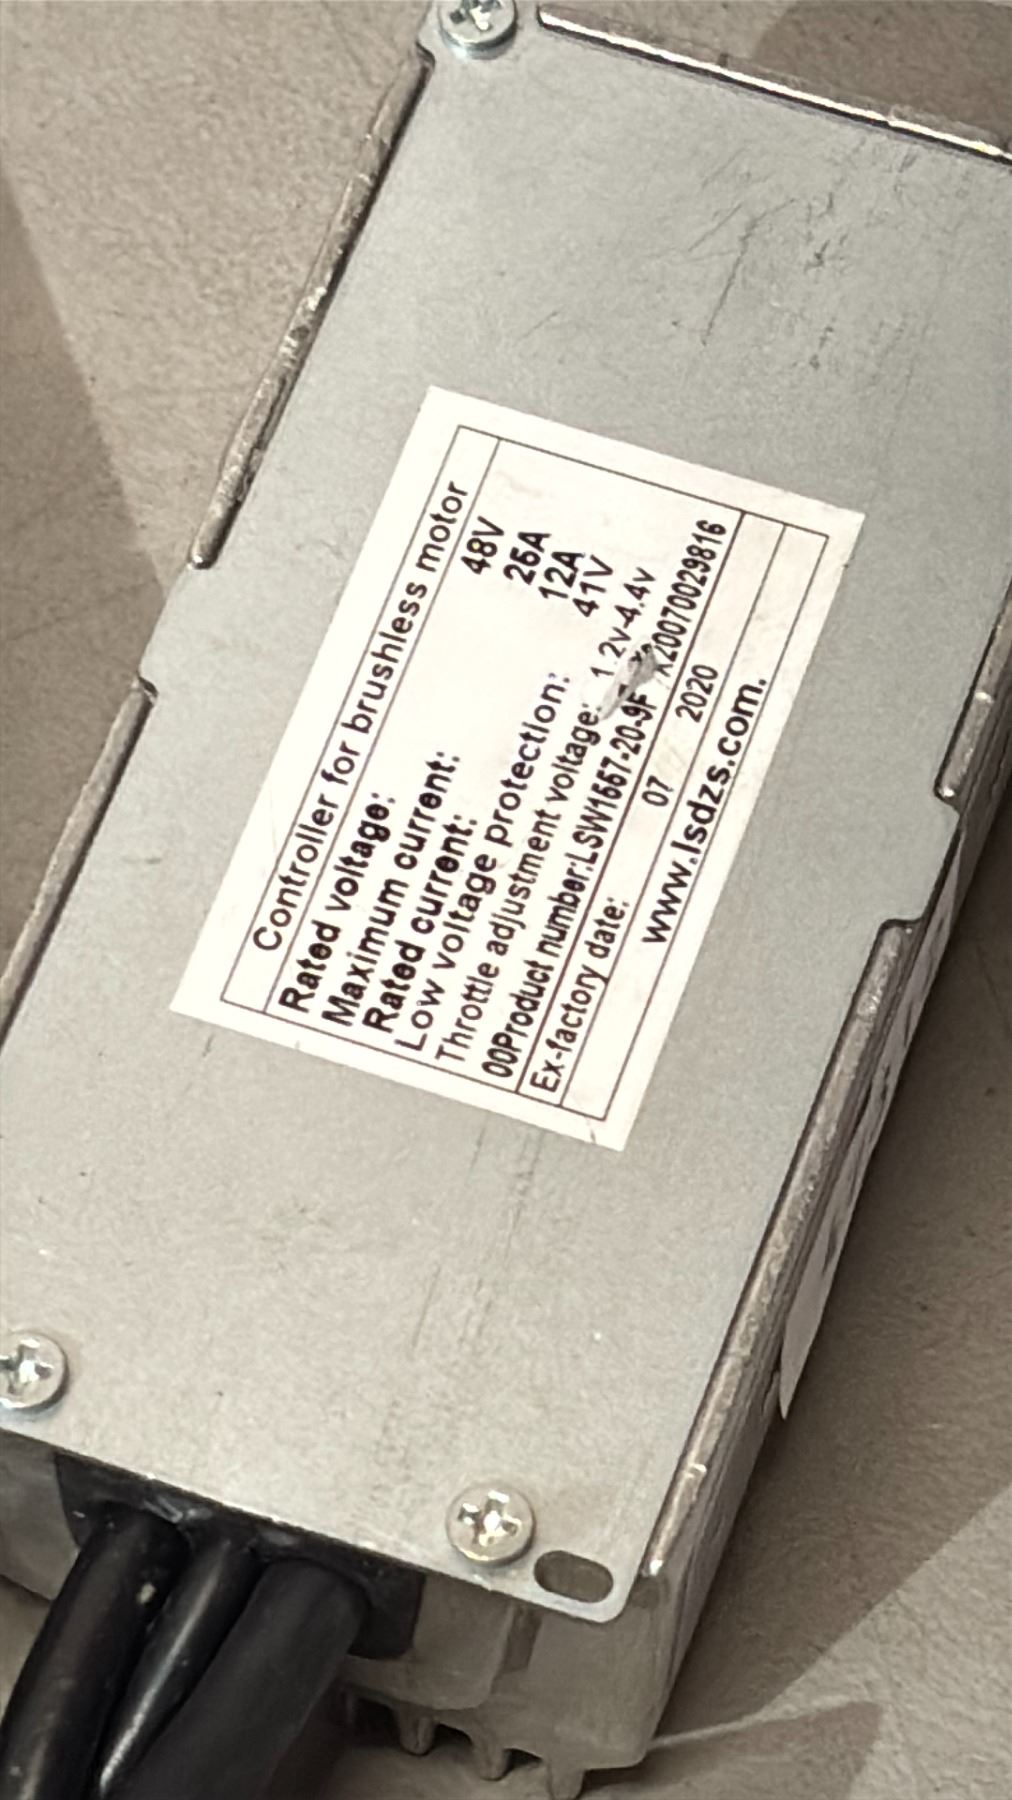 Controller for brushless motor
Rated voltage: 48V
Maximum current: 26A
Rated current: 12A
Low voltage protection: 41V
Throttle adjustment voltage: 1.2v-4.4v
00Product number:LSW1667-20-9F K20070029816
Ex-factory date: 07 2020
www.lsdzs.com.